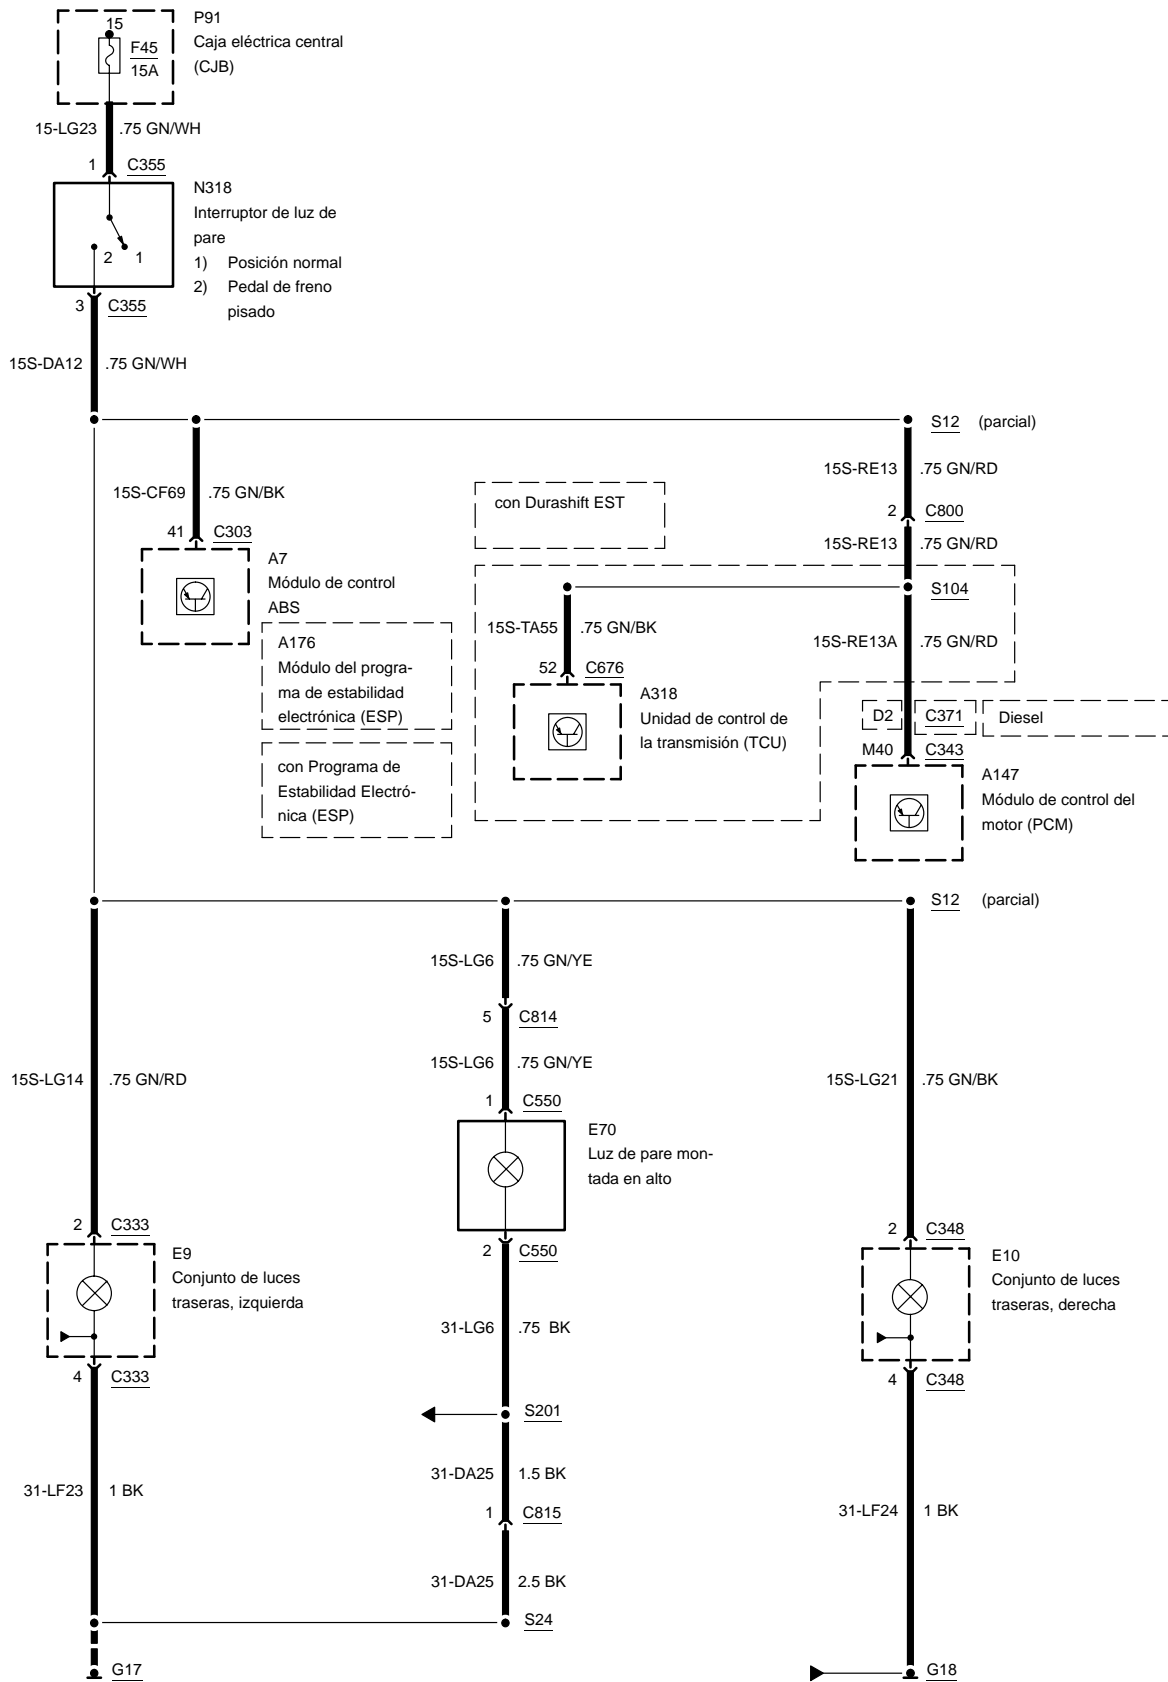 15
P91
F45
15A
Caja eléctrica central
(CJB)
15-LG23
.75 GN/WH
1
C355
N318
Interruptor de luz de
pare
1) Posición normal
2) Pedal de freno
pisado
2
1
3
C355
15S-DA12
.75 GN/WH
S12 (parcial)
15S-CF69
.75 GN/BK
41
C303
A7
Módulo de control
ABS
A176
Módulo del progra-
ma de estabilidad
electrónica (ESP)
con Programa de
Estabilidad Electró-
nica (ESP)
con Durashift EST
15S-RE13
.75 GN/RD
2
C800
15S-RE13
.75 GN/RD
S104
15S-TA55
.75 GN/BK
52
C676
A318
Unidad de control de
la transmisión (TCU)
15S-RE13A
.75 GN/RD
D2
C371
Diesel
M40
C343
A147
Módulo de control del
motor (PCM)
S12 (parcial)
15S-LG6
.75 GN/YE
5
C814
15S-LG6
.75 GN/YE
1
C550
E70
Luz de pare mon-
tada en alto
2
C550
15S-LG14
.75 GN/RD
15S-LG21
.75 GN/BK
2
C333
E9
Conjunto de luces
traseras, izquierda
4
C333
2
C348
E10
Conjunto de luces
traseras, derecha
4
C348
31-LG6
.75 BK
S201
31-DA25
1.5 BK
1
C815
31-DA25
2.5 BK
S24
31-LF23
1 BK
31-LF24
1 BK
G17
G18